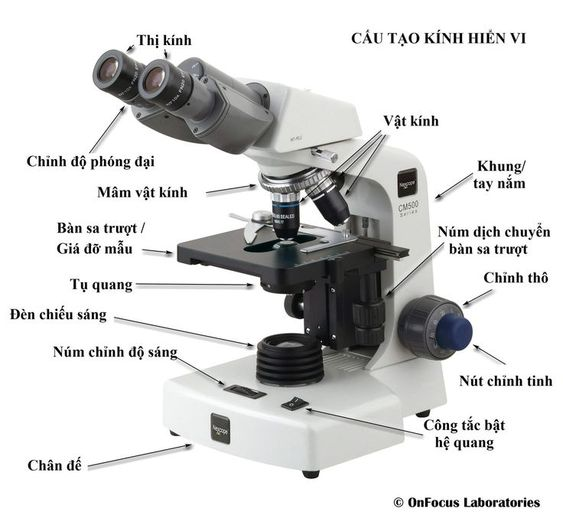 CẤU TẠO KÍNH HIỂN VI
Thị kính
Chỉnh độ phóng đại
Mâm vật kính
Vật kính
Khung/
tay nắm
Bàn sa trượt /
Giá đỡ mẫu
Núm dịch chuyển
bàn sa trượt
Tụ quang
Chỉnh thô
Đèn chiếu sáng
Núm chỉnh độ sáng
Nút chỉnh tinh
Công tắc bật
hệ quang
Chân đế
CM500
Series
© OnFocus Laboratories